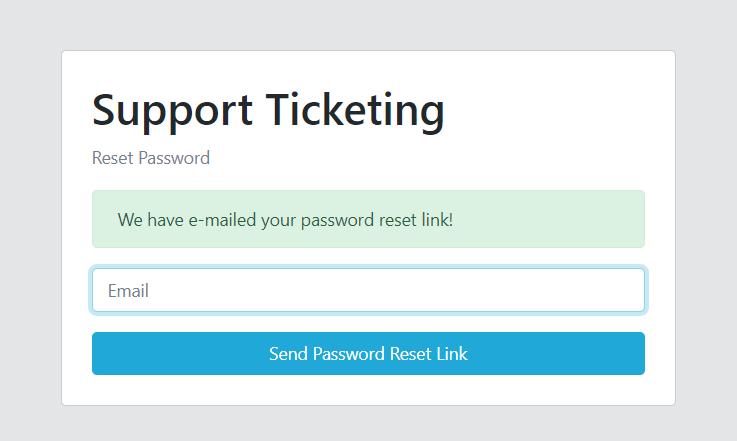 Support Ticketing
Reset Password
We have e-mailed your password reset link!
Email
Send Password Reset Link